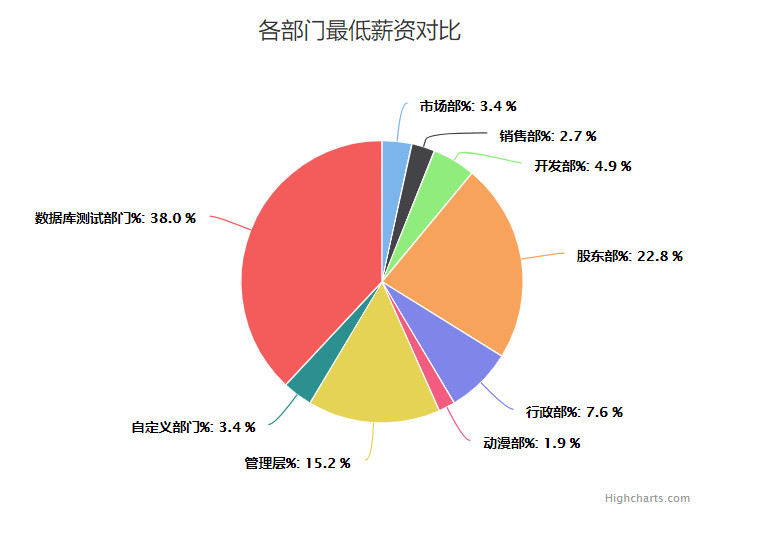 各部门最低薪资对比
市场部%: 3.4 %
销售部%: 2.7 %
开发部%: 4.9 %
数据库测试部门%: 38.0 %
股东部%: 22.8 %
行政部%: 7.6 %
自定义部门%: 3.4 %
动漫部%: 1.9 %
管理层%: 15.2 %
Highcharts.com